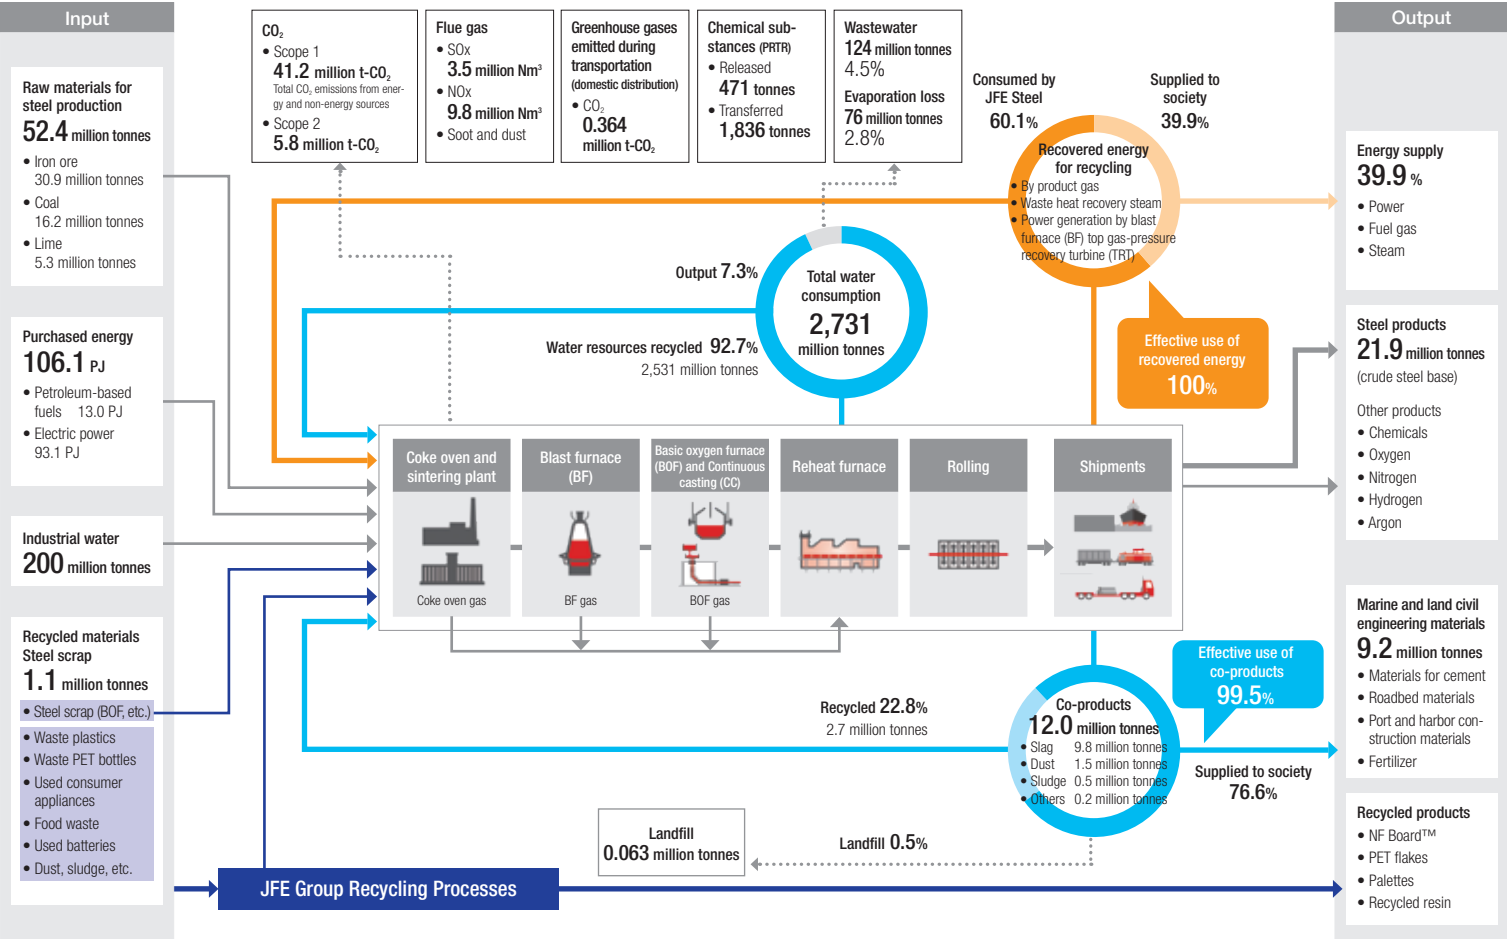 Input
Raw materials for
steel production
52.4 million tonnes
• Iron ore
30.9 million tonnes
• Coal
16.2 million tonnes
• Lime
5.3 million tonnes
Purchased energy
106.1 PJ
• Petroleum-based
fuels 13.0 PJ
• Electric power
93.1 PJ
Industrial water
200 million tonnes
Recycled materials
Steel scrap
1.1 million tonnes
• Steel scrap (BOF, etc.)
• Waste plastics
• Waste PET bottles
• Used consumer
appliances
• Food waste
• Used batteries
• Dust, sludge, etc.
CO₂
• Scope 1
41.2 million t-CO₂
Total CO₂ emissions from ener-
gy and non-energy sources
• Scope 2
5.8 million t-CO₂
Flue gas
• SOx
3.5 million Nm³
• NOx
9.8 million Nm³
• Soot and dust
Greenhouse gases
emitted during
transportation
(domestic distribution)
• CO₂
0.364
million t-CO₂
Chemical sub-
stances (PRTR)
• Released
471 tonnes
• Transferred
1,836 tonnes
Wastewater
124 million tonnes
4.5%
Evaporation loss
76 million tonnes
2.8%
Consumed by
JFE Steel
60.1%
Supplied to
society
39.9%
Recovered energy
for recycling
• By product gas
• Waste heat recovery steam
• Power generation by blast
furnace (BF) top gas-pressure
recovery turbine (TRT)
Output 7.3%
Total water
consumption
2,731
million tonnes
Water resources recycled 92.7%
2,531 million tonnes
Effective use of
recovered energy
100%
Coke oven and
sintering plant
Coke oven gas
Blast furnace
(BF)
BF gas
Basic oxygen furnace
(BOF) and Continuous
casting (CC)
BOF gas
Reheat furnace
Rolling
Shipments
Effective use of
co-products
99.5%
Recycled 22.8%
2.7 million tonnes
Co-products
12.0 million tonnes
• Slag 9.8 million tonnes
• Dust 1.5 million tonnes
• Sludge 0.5 million tonnes
• Others 0.2 million tonnes
Supplied to society
76.6%
Landfill
0.063 million tonnes
Landfill 0.5%
JFE Group Recycling Processes
Output
Energy supply
39.9 %
• Power
• Fuel gas
• Steam
Steel products
21.9 million tonnes
(crude steel base)
Other products
• Chemicals
• Oxygen
• Nitrogen
• Hydrogen
• Argon
Marine and land civil
engineering materials
9.2 million tonnes
• Materials for cement
• Roadbed materials
• Port and harbor con-
struction materials
• Fertilizer
Recycled products
• NF Board™
• PET flakes
• Palettes
• Recycled resin